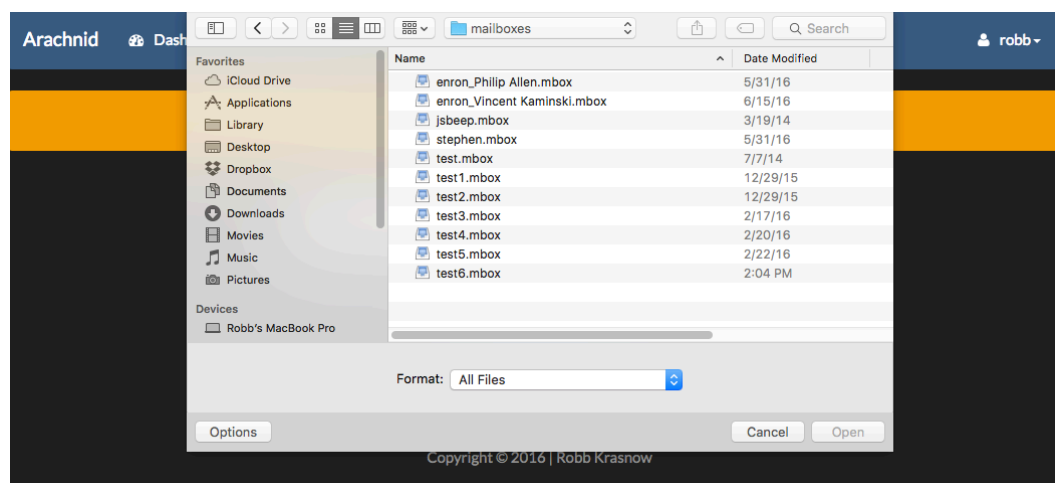 Arachnid Dash mailboxes Search robb
Favorites
iCloud Drive
Applications
Library
Desktop
Dropbox
Documents
Downloads
Movies
Music
Pictures
Devices
Robb's MacBook Pro
Name Date Modified
enron_Philip Allen.mbox 5/31/16
enron_Vincent Kaminski.mbox 6/15/16
jsbeep.mbox 3/19/14
stephen.mbox 5/31/16
test.mbox 7/7/14
test1.mbox 12/29/15
test2.mbox 12/29/15
test3.mbox 2/17/16
test4.mbox 2/20/16
test5.mbox 2/22/16
test6.mbox 2:04 PM
Format: All Files
Options Cancel Open
Copyright © 2016 | Robb Krasnow